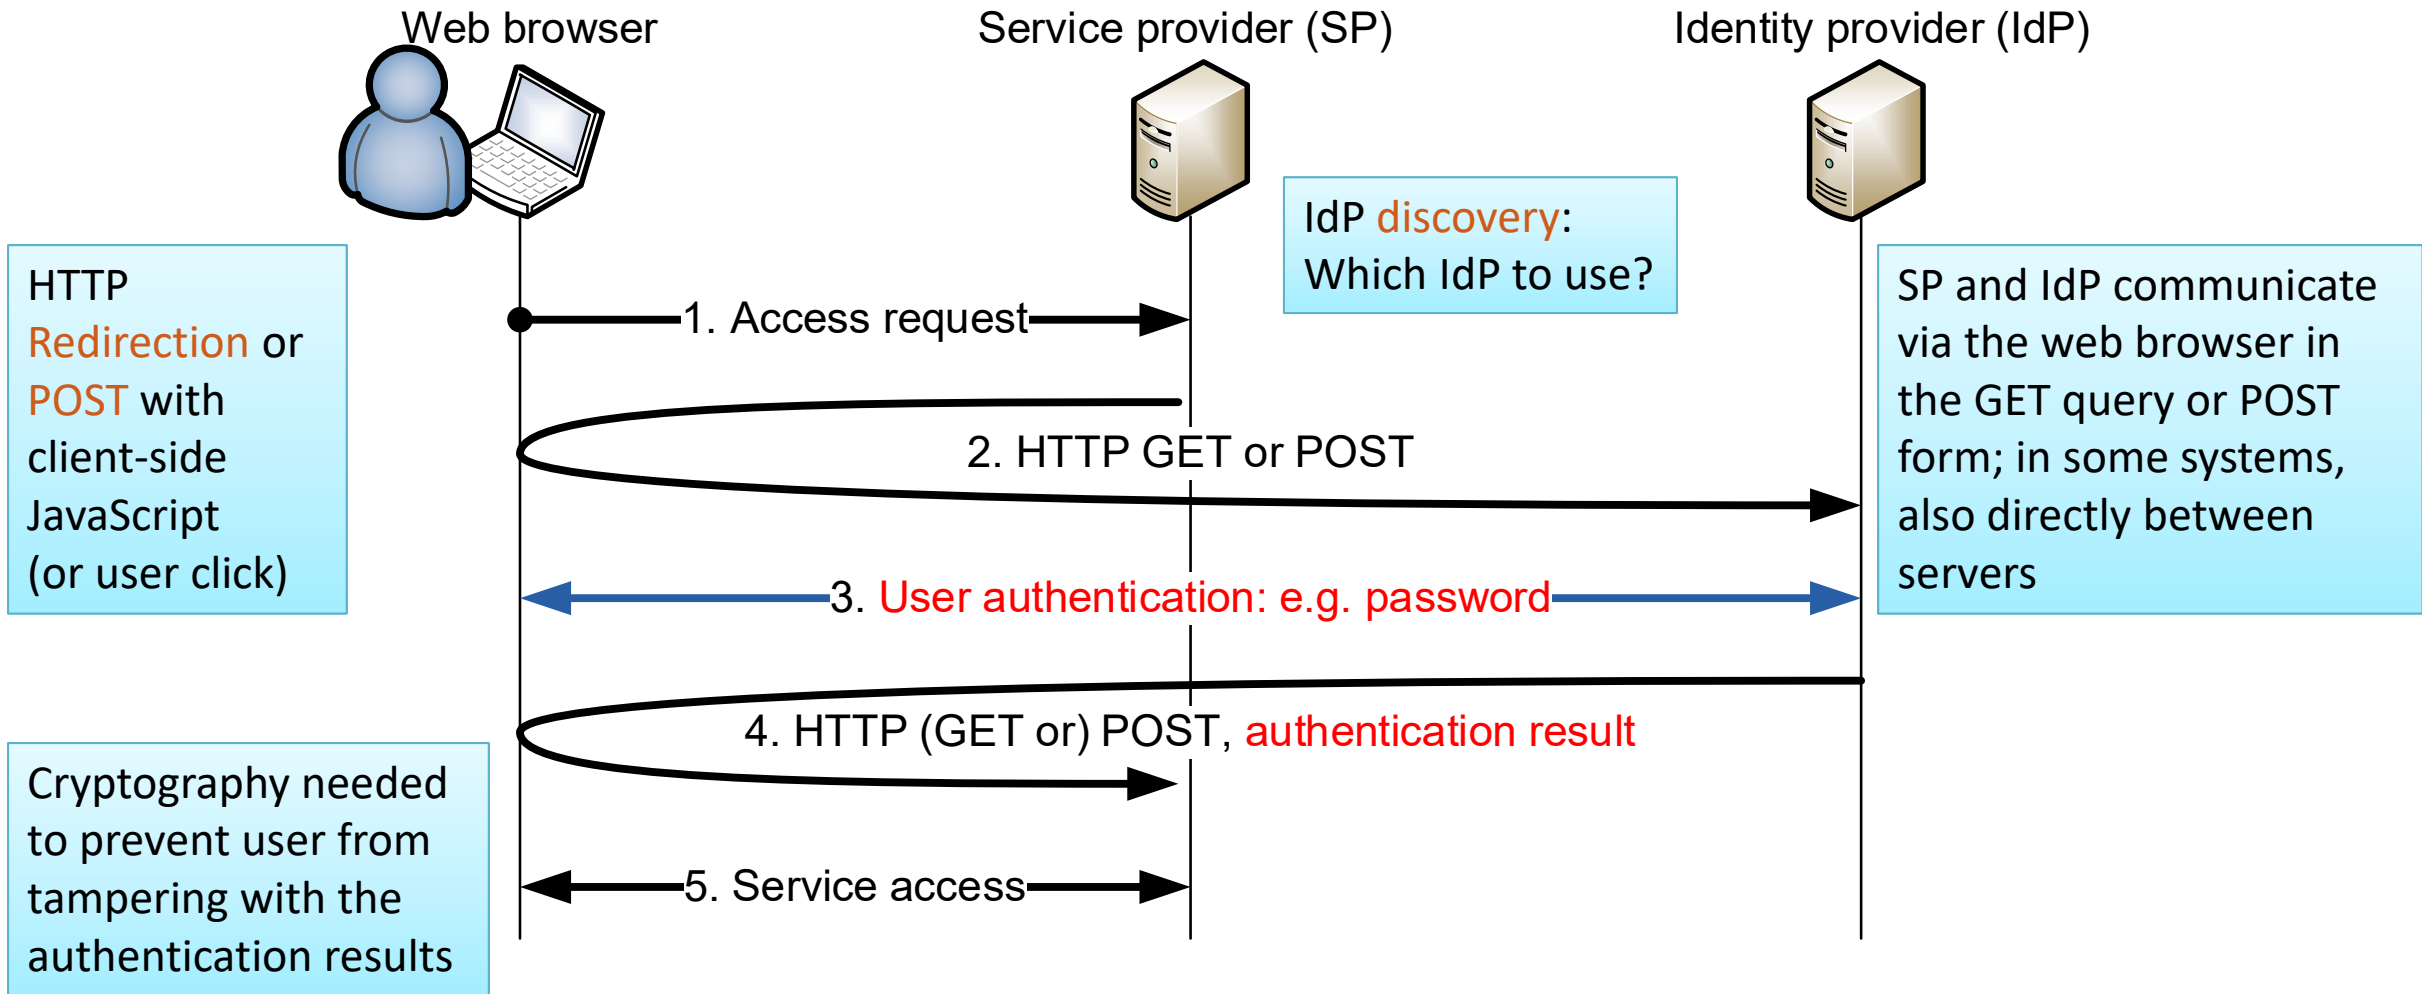 Web browser
Service provider (SP)
Identity provider (IdP)
IdP discovery:
Which IdP to use?
HTTP
Redirection or
POST with
client-side
JavaScript
(or user click)
SP and IdP communicate
via the web browser in
the GET query or POST
form; in some systems,
also directly between
servers
1. Access request
2. HTTP GET or POST
3. User authentication: e.g. password
4. HTTP (GET or) POST, authentication result
Cryptography needed
to prevent user from
tampering with the
authentication results
5. Service access